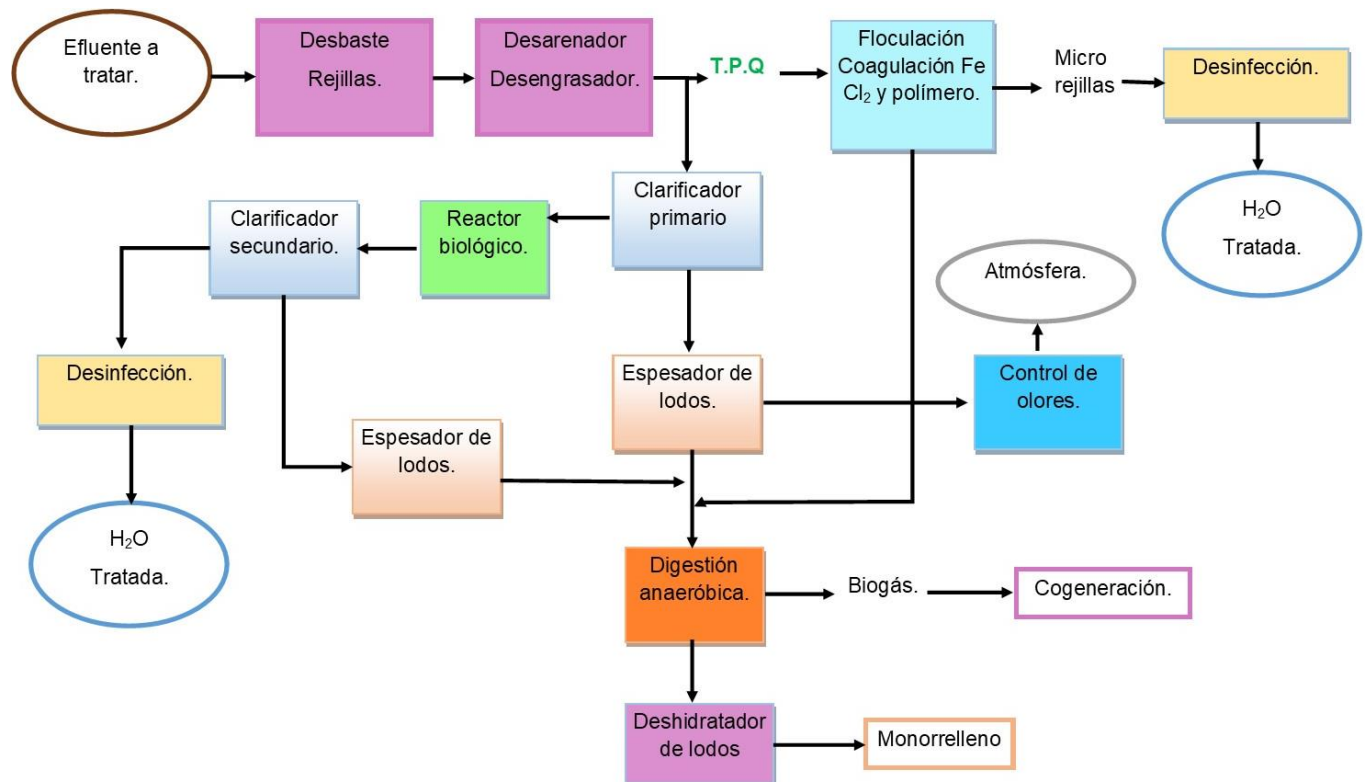 Efluente a
tratar.
Desbaste
Rejillas.
Desarenador
Desengrasador.
T.P.Q
Floculación
Coagulación Fe
Cl₂ y polímero.
Micro
rejillas
Desinfección.
H₂O
Tratada.
Clarificador
primario
Reactor
biológico.
Clarificador
secundario.
Atmósfera.
Desinfección.
Espesador de
lodos.
Control de
olores.
Espesador de
lodos.
H₂O
Tratada.
Digestión
anaeróbica.
Biogás.
Cogeneración.
Deshidratador
de lodos
Monorrelleno